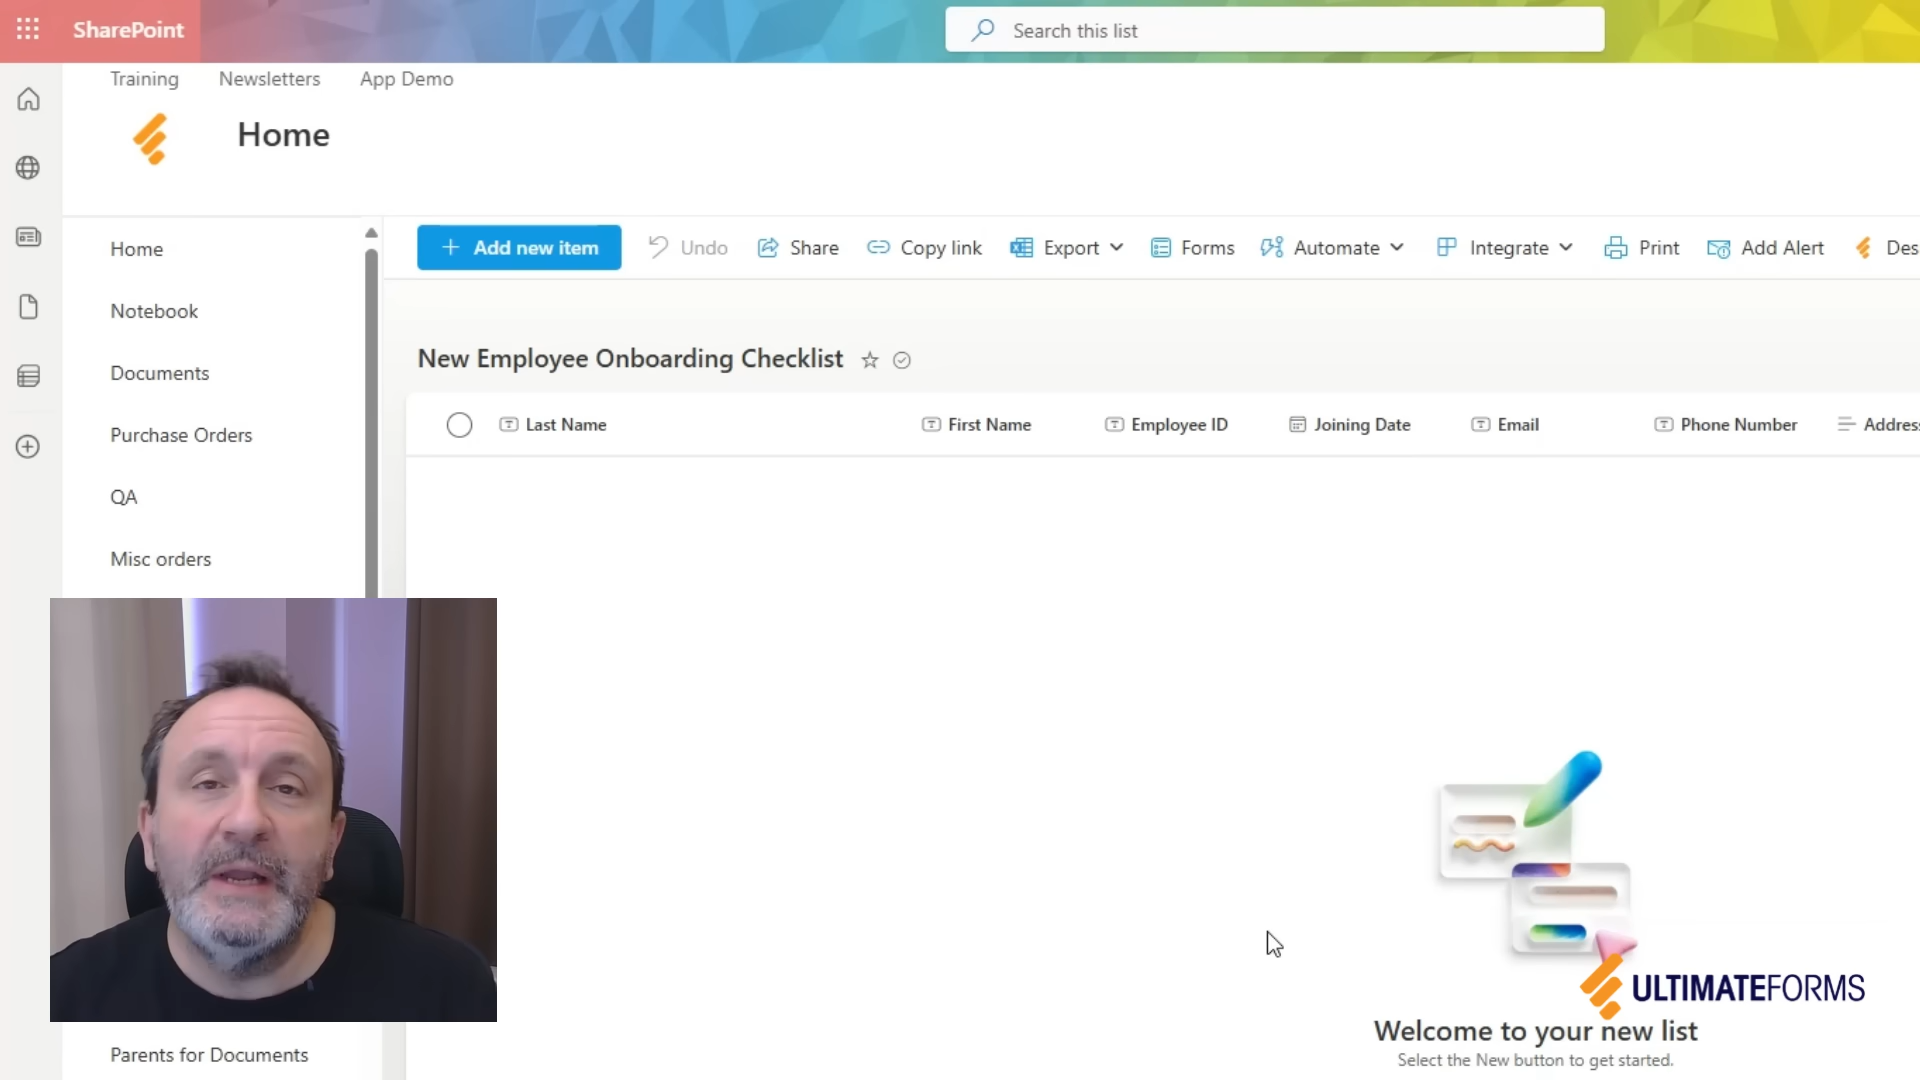 SharePoint
Search this list
Training Newsletters App Demo
Home
Home
Notebook
Documents
Purchase Orders
QA
Misc orders
Parents for Documents
+ Add new item Undo Share Copy link Export Forms Automate Integrate Print Add Alert Des
New Employee Onboarding Checklist
Last Name First Name Employee ID Joining Date Email Phone Number Address
ULTIMATEFORMS
Welcome to your new list
Select the New button to get started.